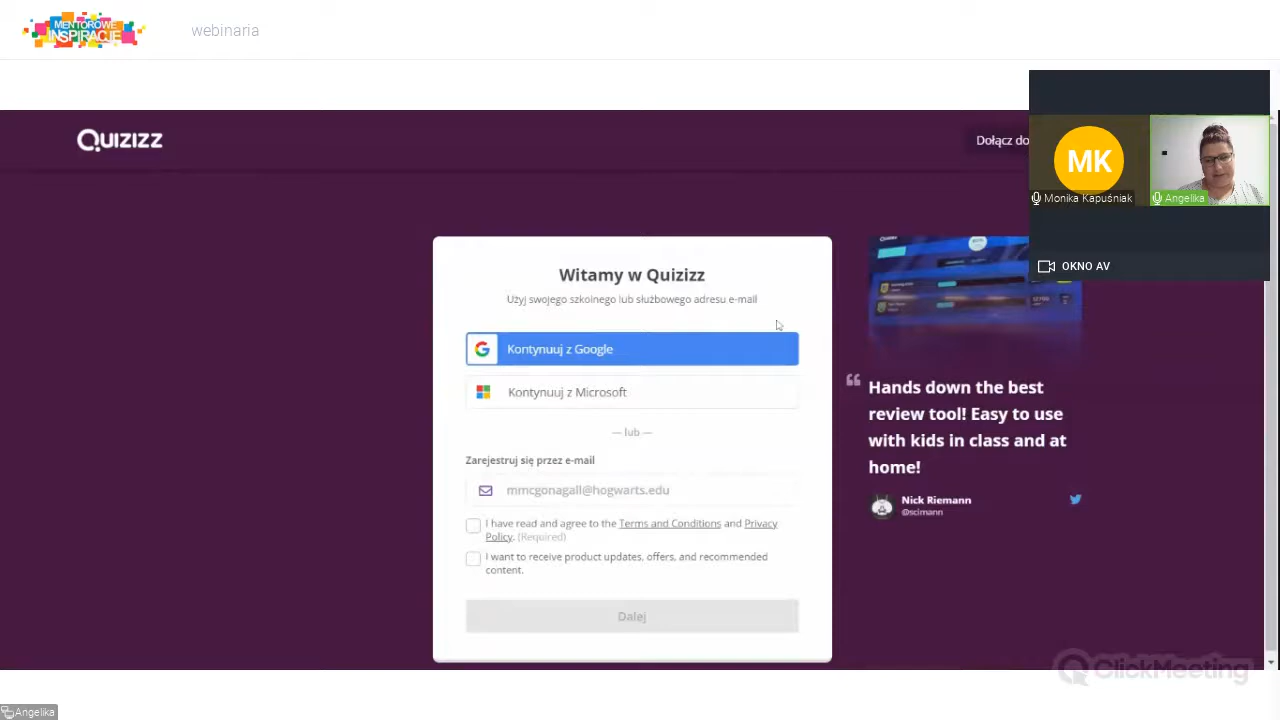 MENTOROWE
INSPIRACJE
webinaria
QUIZIZZ
Dołącz do
MK
Monika Kapuśniak
Angelika
OKNO AV
Witamy w Quizizz
Użyj swojego szkolnego lub służbowego adresu e-mail
Kontynuuj z Google
Kontynuuj z Microsoft
— lub —
Zarejestruj się przez e-mail
mmcgonagall@hogwarts.edu
I have read and agree to the Terms and Conditions and Privacy
Policy. (Required)
I want to receive product updates, offers, and recommended
content.
Dalej
Hands down the best
review tool! Easy to use
with kids in class and at
home!
Nick Riemann
@scimann
ClickMeeting
Angelika